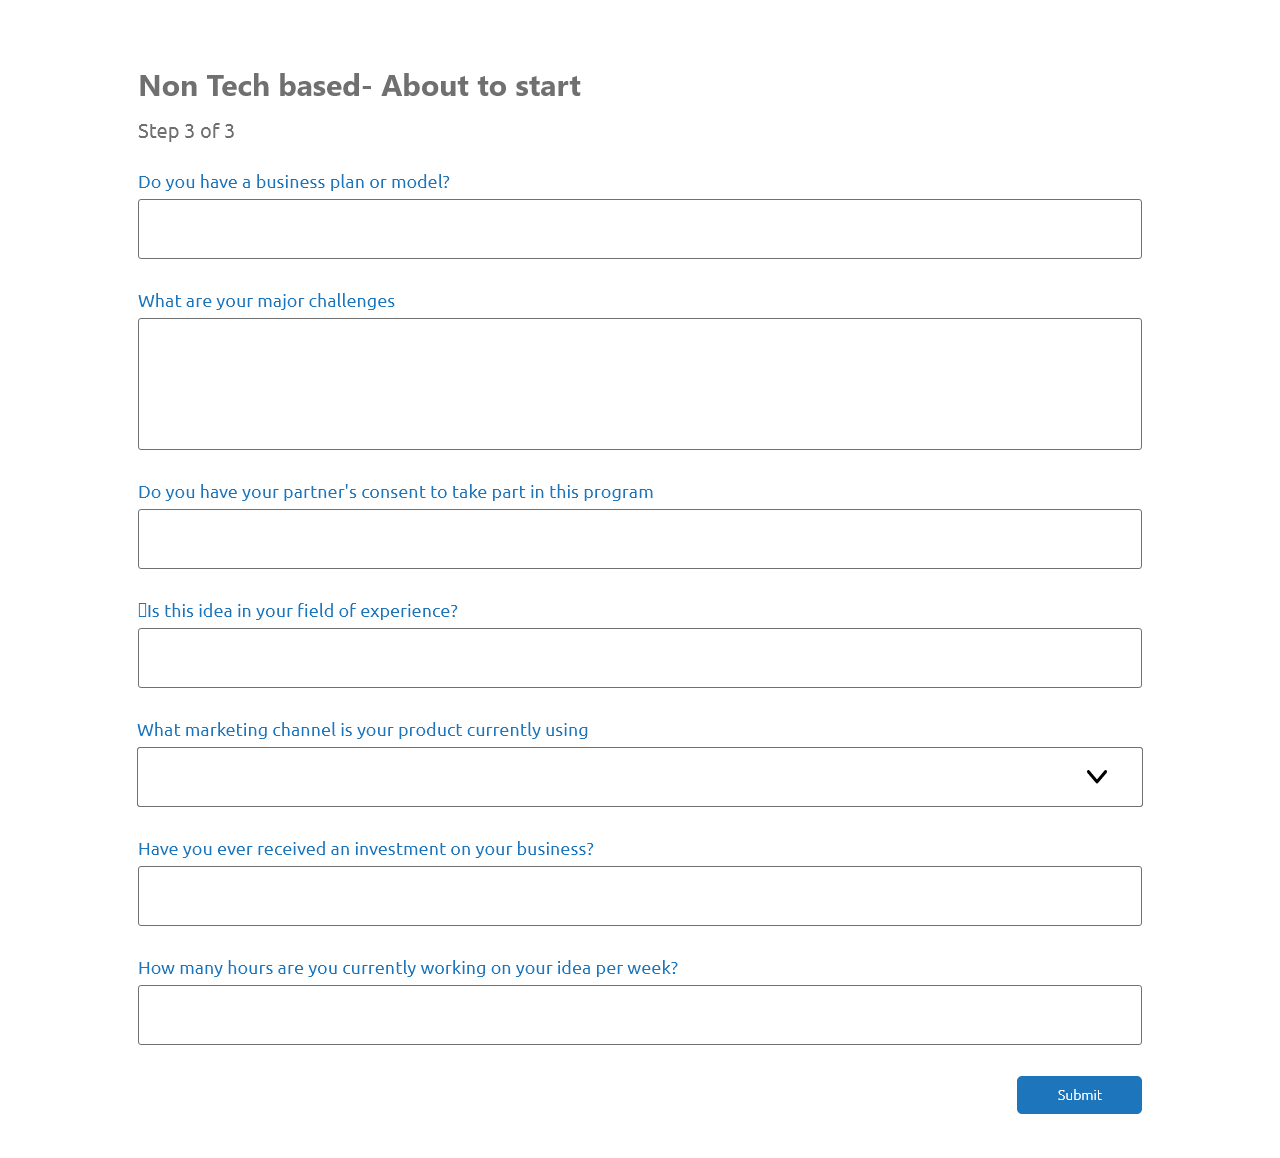 Non Tech based- About to start
Step 3 of 3
Do you have a business plan or model?
What are your major challenges
Do you have your partner's consent to take part in this program
Is this idea in your field of experience?
What marketing channel is your product currently using
Have you ever received an investment on your business?
How many hours are you currently working on your idea per week?
Submit